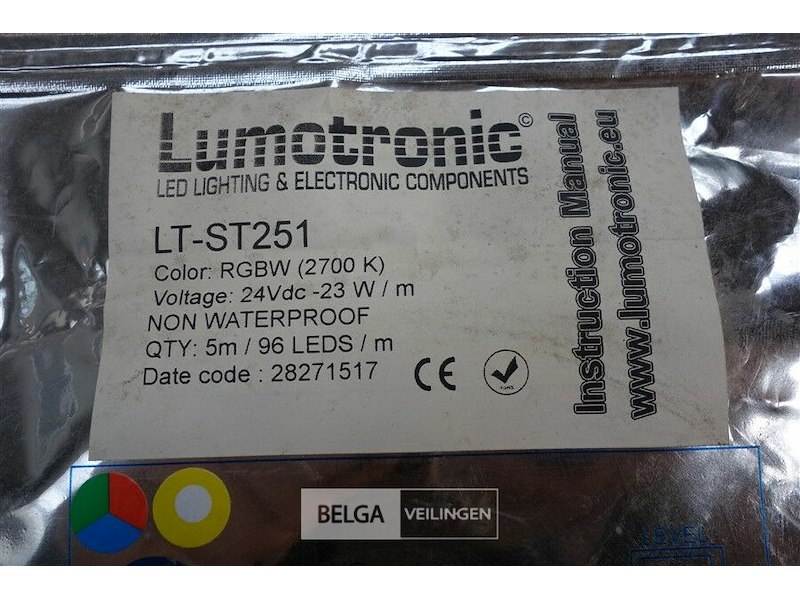 Lumotronic©
LED LIGHTING & ELECTRONIC COMPONENTS
LT-ST251
Color: RGBW (2700 K)
Voltage: 24Vdc -23 W / m
NON WATERPROOF
QTY: 5m / 96 LEDS / m
Date code : 28271517
CE
Instruction Manual
www.lumotronic.eu
BELGA VEILINGEN
LEVEL